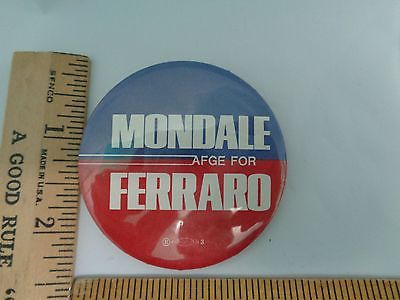 MONDALE
AFGE FOR
FERRARO
A GOOD RULE
SENCO
MADE IN U.S.A.
1
2